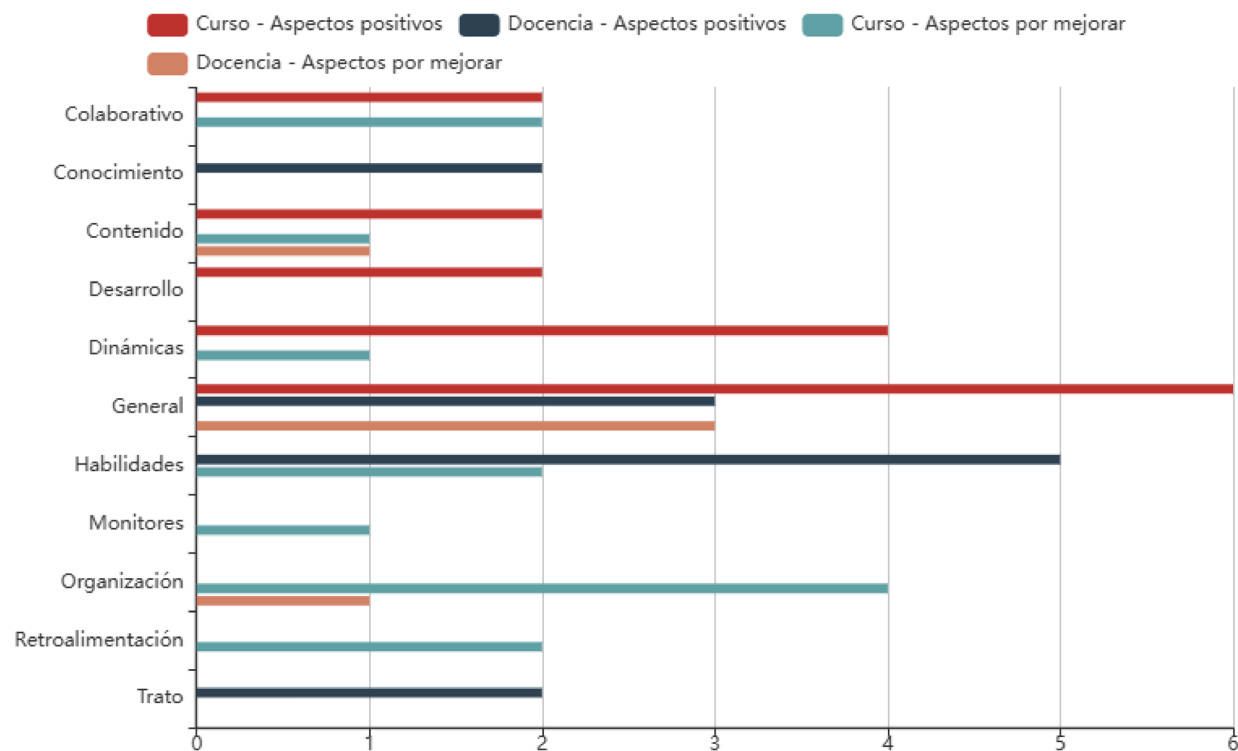 Curso - Aspectos positivos Docencia - Aspectos positivos Curso - Aspectos por mejorar
Docencia - Aspectos por mejorar
Colaborativo
Conocimiento
Contenido
Desarrollo
Dinámicas
General
Habilidades
Monitores
Organización
Retroalimentación
Trato
0 1 2 3 4 5 6